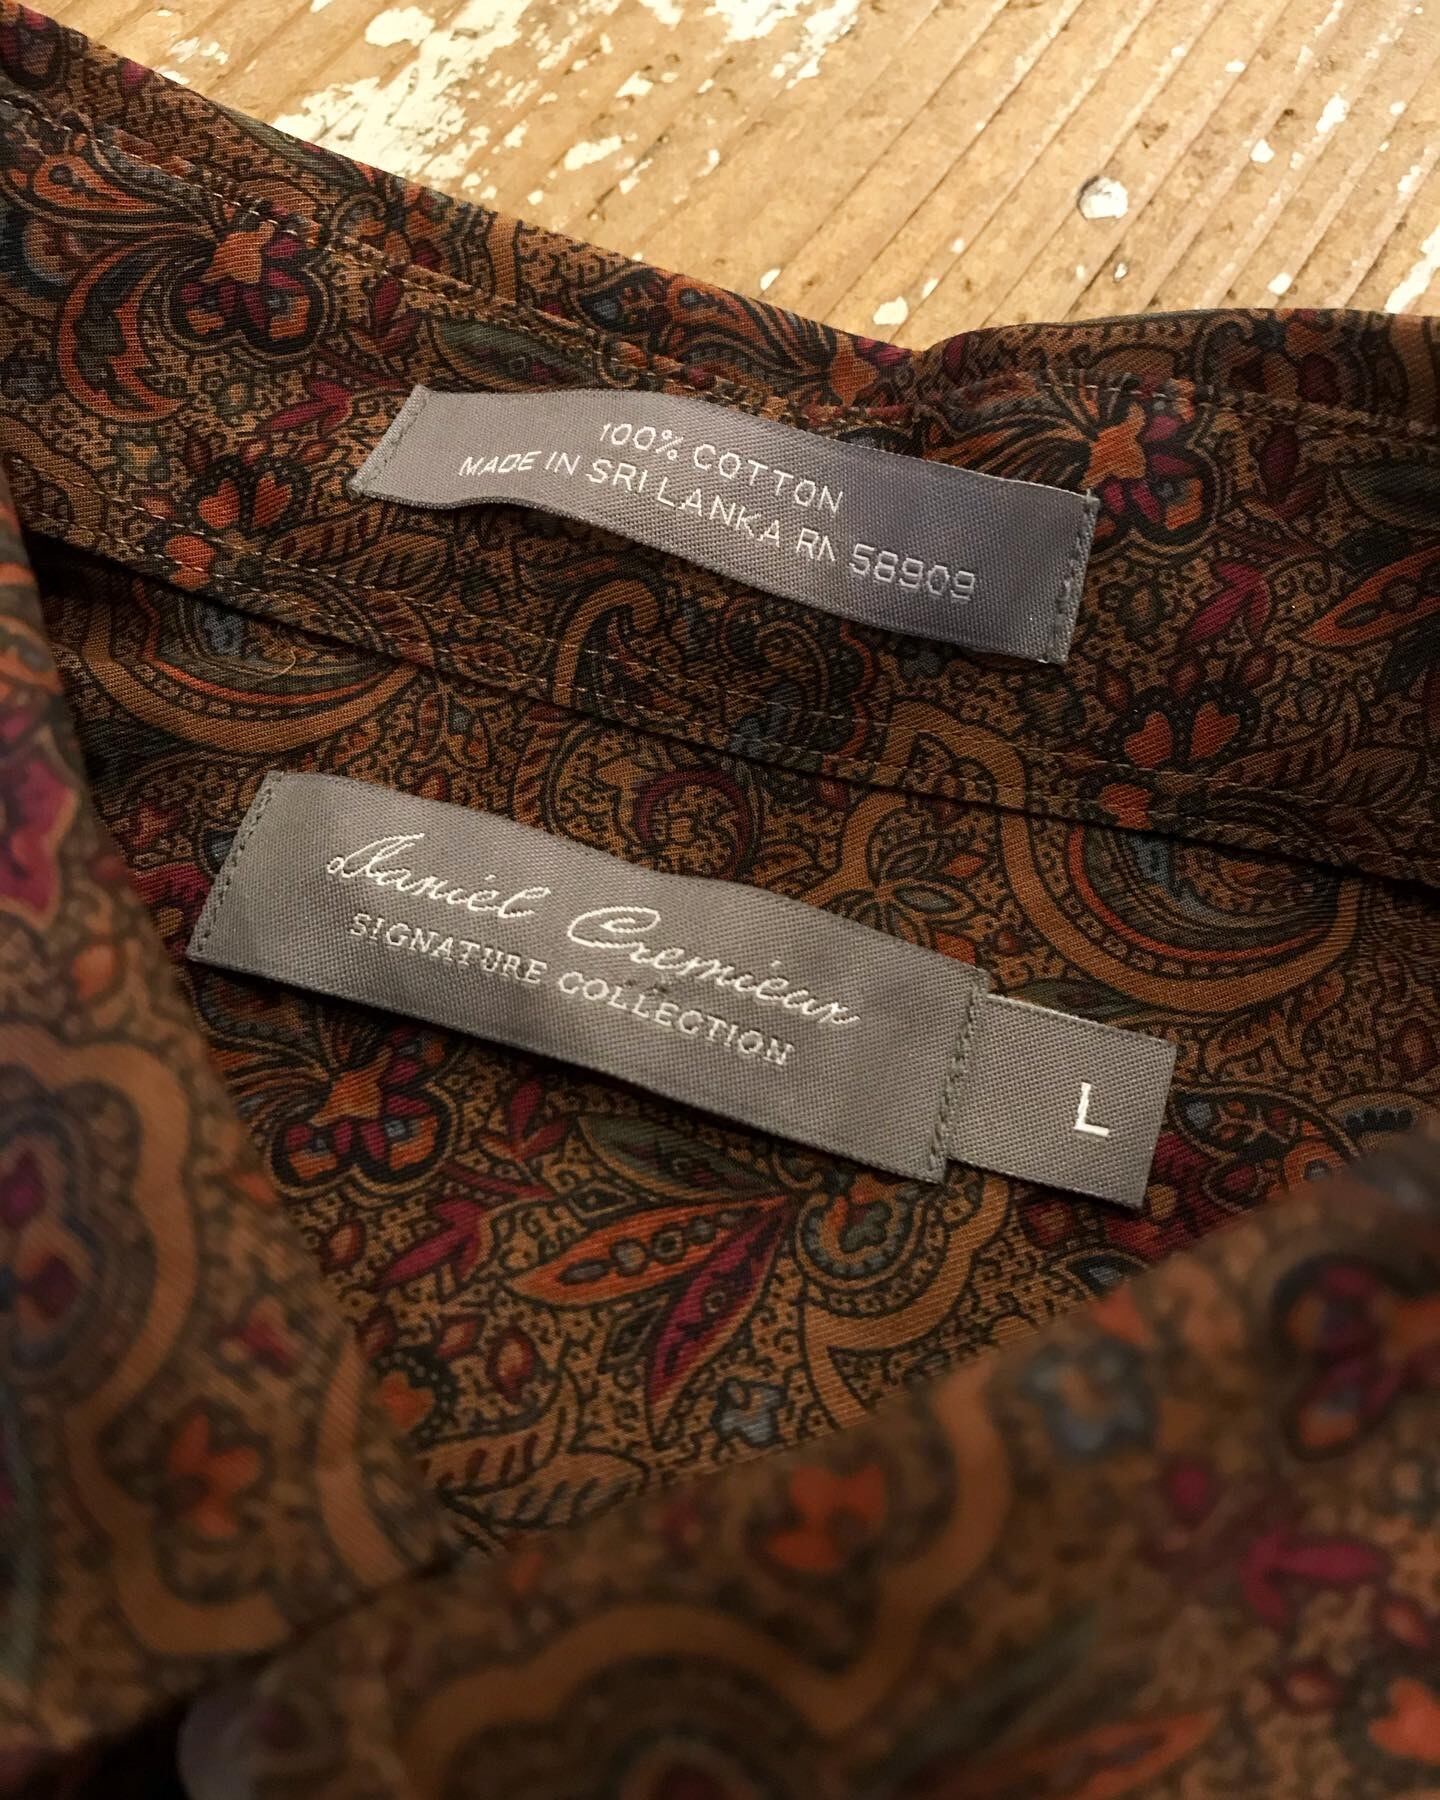 100% COTTON
MADE IN SRI LANKA RN 58909
Daniel Cremieux
SIGNATURE COLLECTION
L